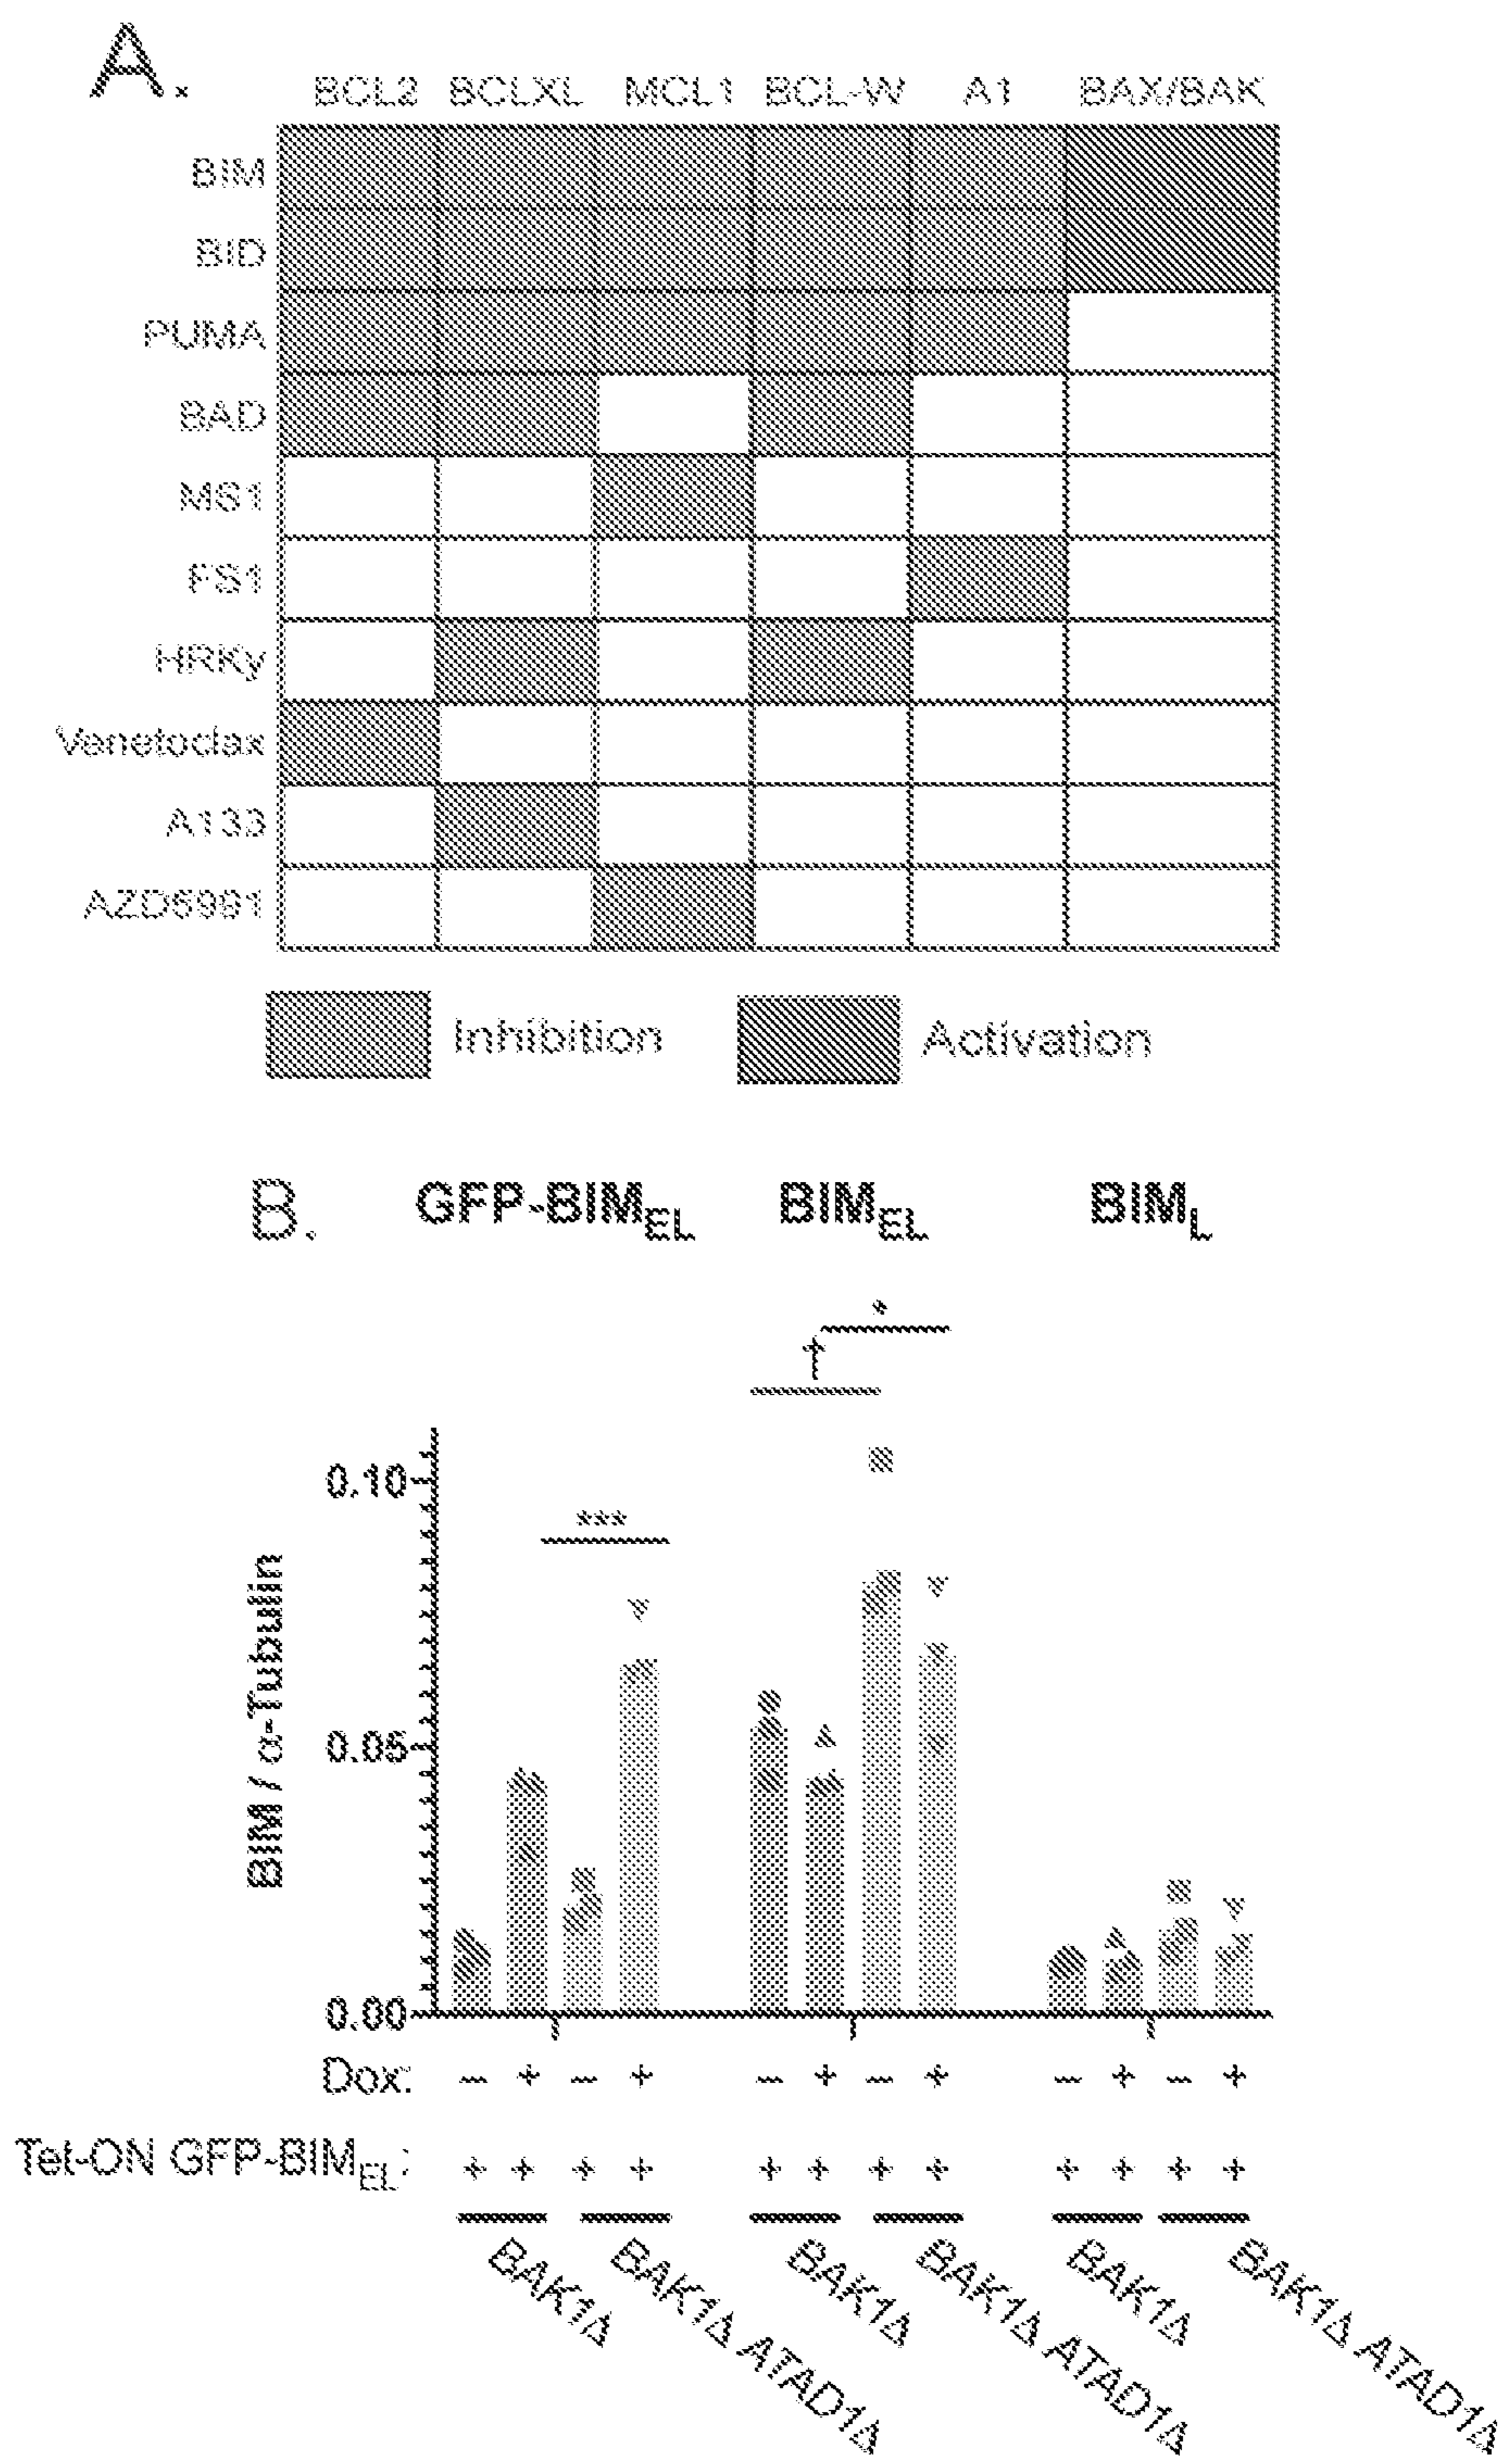 A.
BCL2 BCLXL MCL1 BCL-W A1 BAX/BAK
BIM
BID
PUMA
BAD
MS1
FS1
HRKy
Venetoclax
A133
AZD5991
Inhibition Activation
B. GFP-BIMEL BIMEL BIML
*
†
***
0.10
0.05
0.00
BIM / α-Tubulin
Dox: – + – + – + – + – + – +
Tet-ON GFP-BIMEL: + + + + + + + + + + + +
BAK1Δ BAK1Δ ATAD1Δ BAK1Δ BAK1Δ ATAD1Δ BAK1Δ BAK1Δ ATAD1Δ